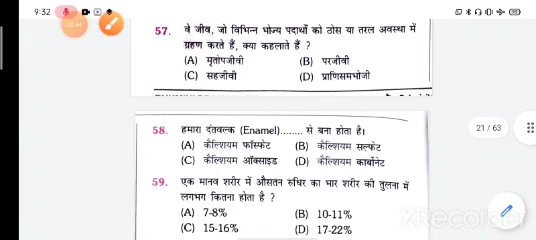 9:32
57. वे जीव, जो विभिन्न भोज्य पदार्थों को ठोस या तरल अवस्था में
ग्रहण करते हैं, क्या कहलाते हैं ?
(A) मृतोपजीवी (B) परजीवी
(C) सहजीवी (D) प्राणिसमभोजी
58. हमारा दंतवल्क (Enamel)........ से बना होता है।
(A) कैल्शियम फॉस्फेट (B) कैल्शियम सल्फेट
(C) कैल्शियम ऑक्साइड (D) कैल्शियम कार्बोनेट
21 / 63
59. एक मानव शरीर में औसतन रुधिर का भार शरीर की तुलना में
लगभग कितना होता है ?
(A) 7-8% (B) 10-11%
(C) 15-16% (D) 17-22%
XRecorder